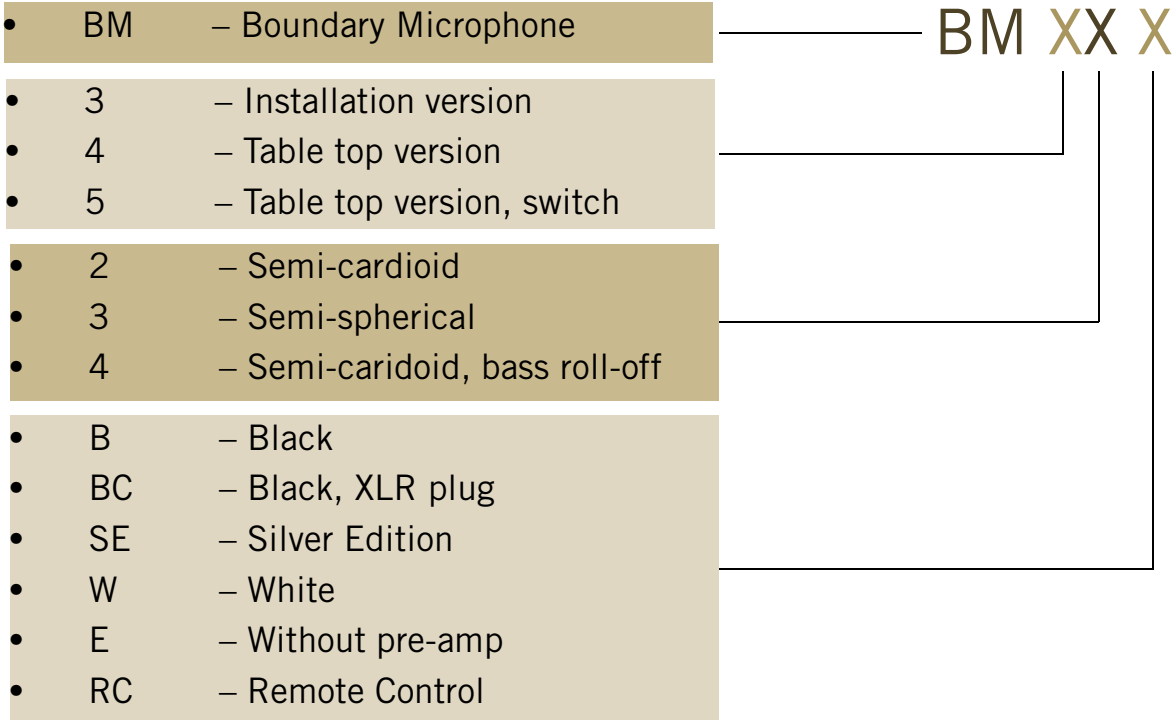 • BM – Boundary Microphone
BM XX X
• 3 – Installation version
• 4 – Table top version
• 5 – Table top version, switch
• 2 – Semi-cardioid
• 3 – Semi-spherical
• 4 – Semi-caridoid, bass roll-off
• B – Black
• BC – Black, XLR plug
• SE – Silver Edition
• W – White
• E – Without pre-amp
• RC – Remote Control